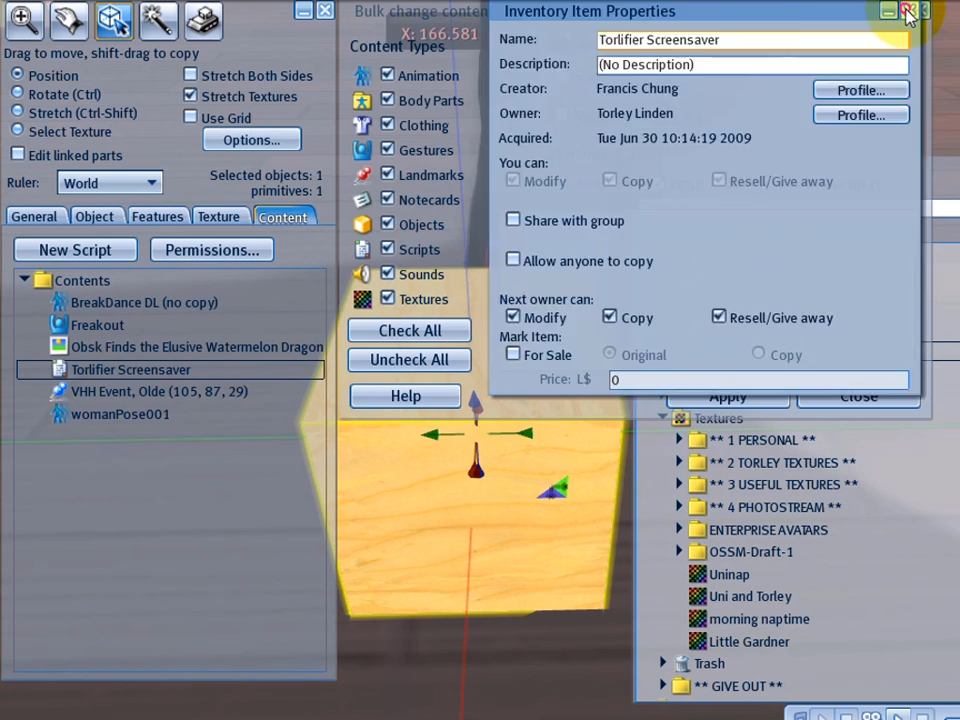 Drag to move, shift-drag to copy
Position
Rotate (Ctrl)
Stretch (Ctrl-Shift)
Select Texture
Edit linked parts
Stretch Both Sides
Stretch Textures
Use Grid
Options...
Ruler:
World
Selected objects: 1
primitives: 1
General
Object
Features
Texture
Content
New Script
Permissions...
Contents
BreakDance DL (no copy)
Freakout
Obsk Finds the Elusive Watermelon Dragon
Torlifier Screensaver
VHH Event, Olde (105, 87, 29)
womanPose001
Bulk change conten
X: 166.581
Content Types
Animation
Body Parts
Clothing
Gestures
Landmarks
Notecards
Objects
Scripts
Sounds
Textures
Check All
Uncheck All
Help
Inventory Item Properties
Name:
Torlifier Screensaver
Description:
(No Description)
Creator:
Francis Chung
Profile...
Owner:
Torley Linden
Profile...
Acquired:
Tue Jun 30 10:14:19 2009
You can:
Modify
Copy
Resell/Give away
Share with group
Allow anyone to copy
Next owner can:
Modify
Copy
Resell/Give away
Mark Item:
For Sale
Original
Copy
Price: L$
0
Apply
Close
Textures
** 1 PERSONAL **
** 2 TORLEY TEXTURES **
** 3 USEFUL TEXTURES **
** 4 PHOTOSTREAM **
ENTERPRISE AVATARS
OSSM-Draft-1
Uninap
Uni and Torley
morning naptime
Little Gardner
Trash
** GIVE OUT **